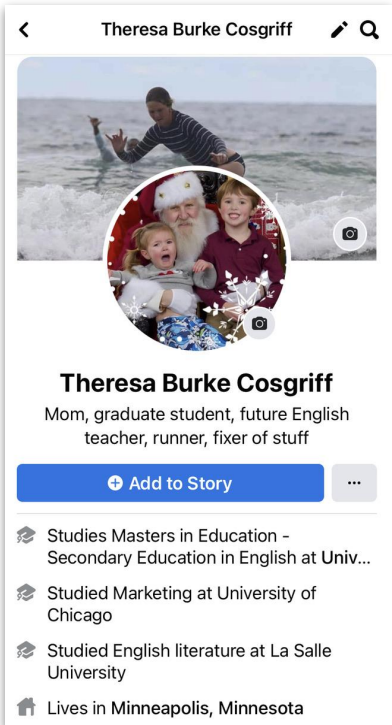 Theresa Burke Cosgriff
Theresa Burke Cosgriff
Mom, graduate student, future English
teacher, runner, fixer of stuff
Add to Story
Studies Masters in Education -
Secondary Education in English at Univ...
Studied Marketing at University of
Chicago
Studied English literature at La Salle
University
Lives in Minneapolis, Minnesota